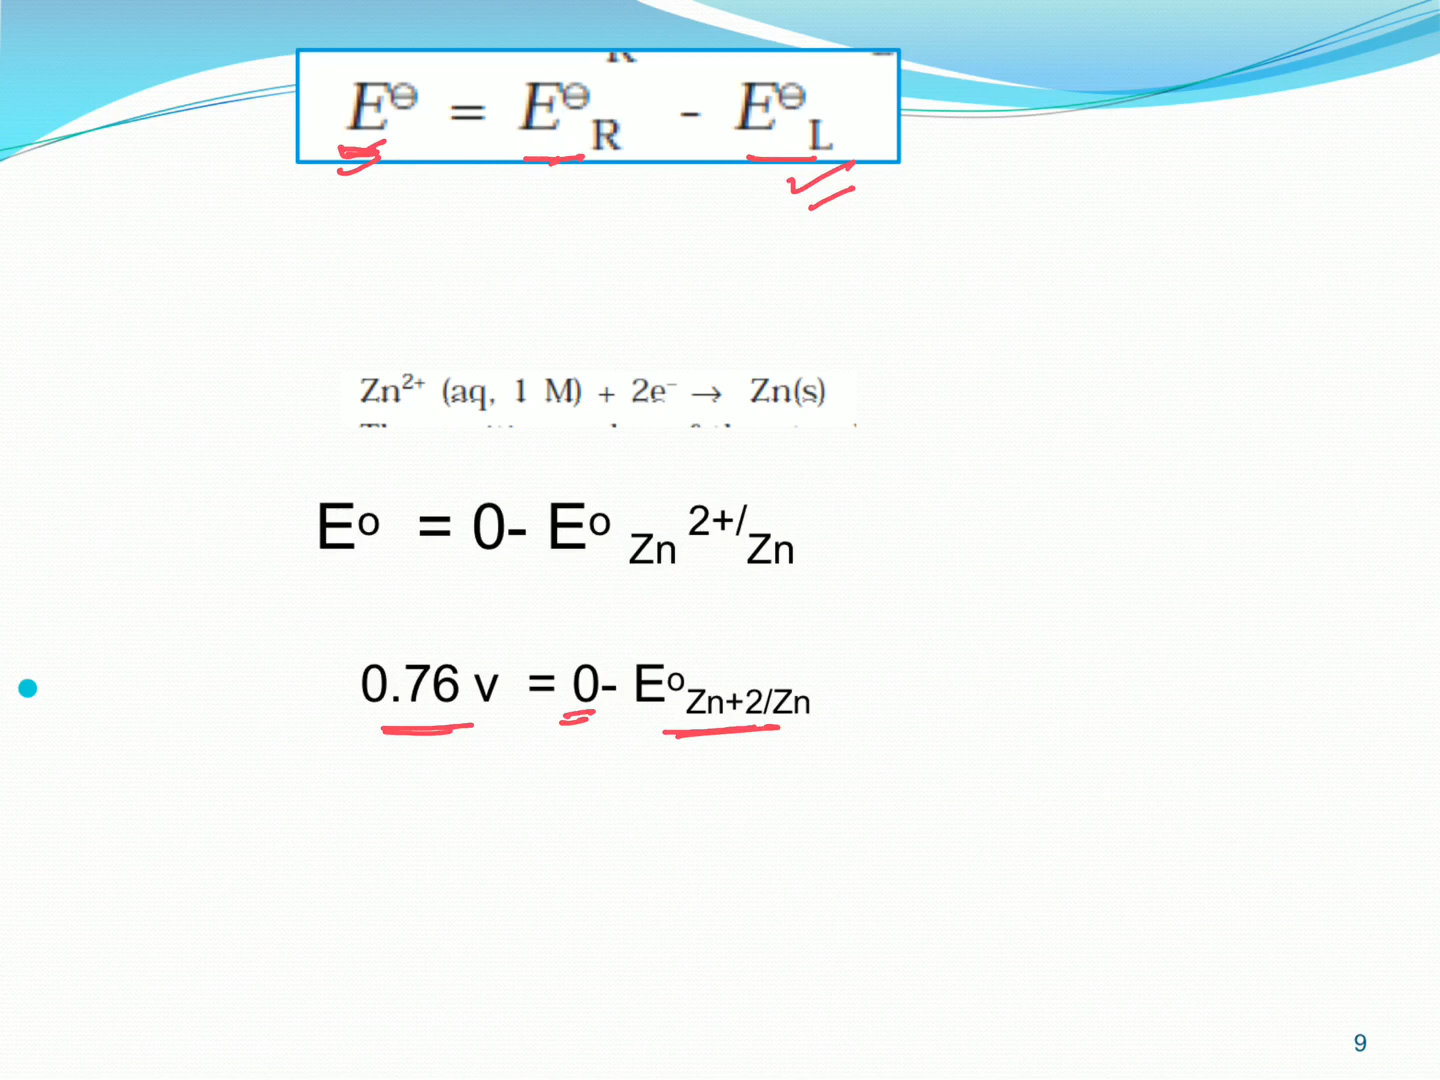 E⊖ = E⊖R - E⊖L
Zn2+ (aq, 1 M) + 2e– → Zn(s)
Eo = 0- Eo Zn 2+/Zn
• 0.76 v = 0- EoZn+2/Zn
9